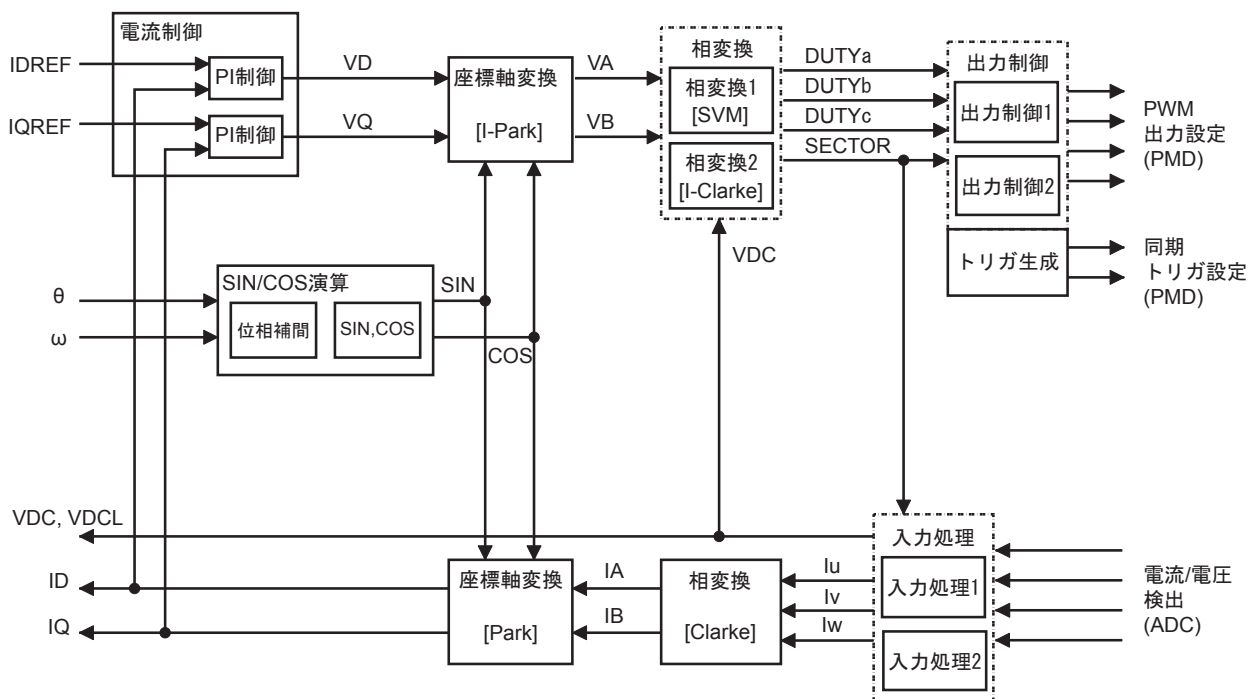 電流制御
IDREF
PI制御
VD
IQREF
PI制御
VQ
座標軸変換
[I-Park]
VA
VB
相変換
相変換1
[SVM]
相変換2
[I-Clarke]
DUTYa
DUTYb
DUTYc
SECTOR
出力制御
出力制御1
出力制御2
トリガ生成
PWM
出力設定
(PMD)
同期
トリガ設定
(PMD)
VDC
θ
ω
SIN/COS演算
位相補間
SIN,COS
SIN
COS
VDC, VDCL
ID
IQ
座標軸変換
[Park]
IA
IB
相変換
[Clarke]
Iu
Iv
Iw
入力処理
入力処理1
入力処理2
電流/電圧
検出
(ADC)